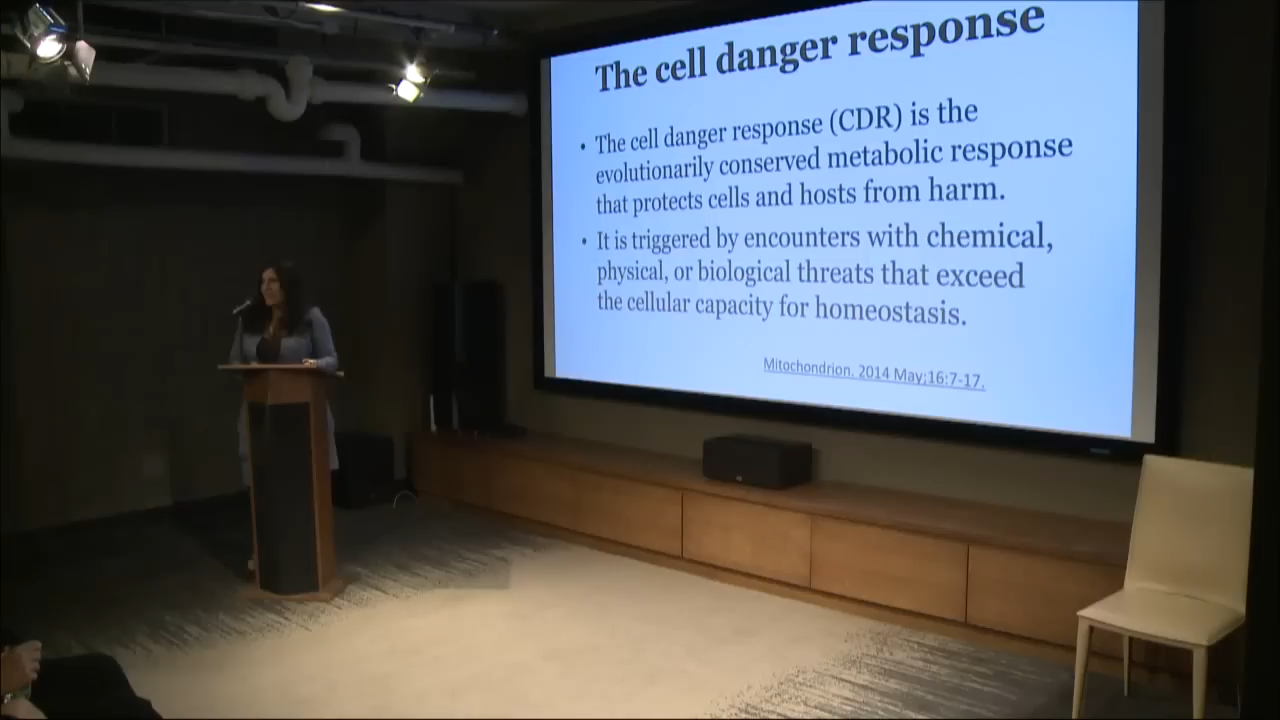 The cell danger response
• The cell danger response (CDR) is the
evolutionarily conserved metabolic response
that protects cells and hosts from harm.
• It is triggered by encounters with chemical,
physical, or biological threats that exceed
the cellular capacity for homeostasis.
Mitochondrion. 2014 May;16:7-17.